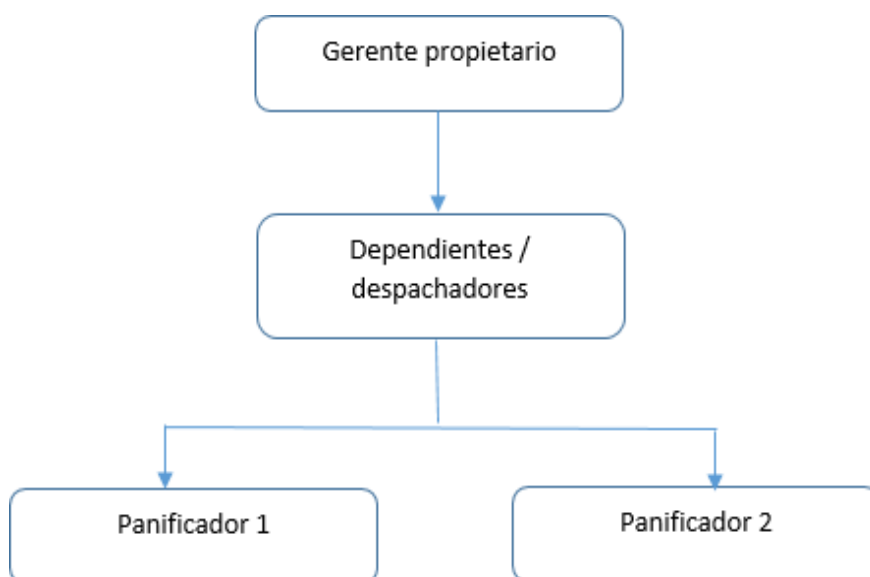 Gerente propietario
Dependientes /
despachadores
Panificador 1
Panificador 2